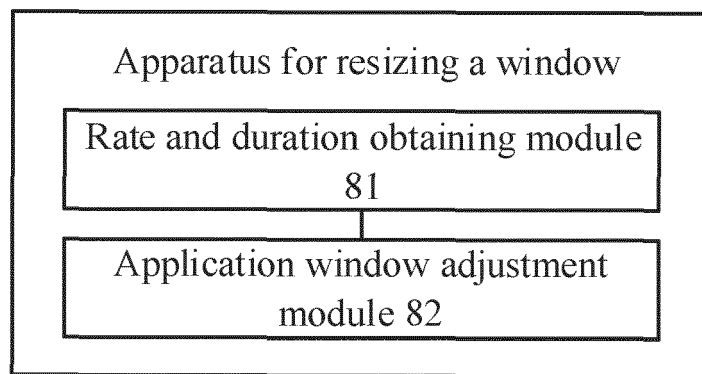 Apparatus for resizing a window
Rate and duration obtaining module
81
Application window adjustment
module 82